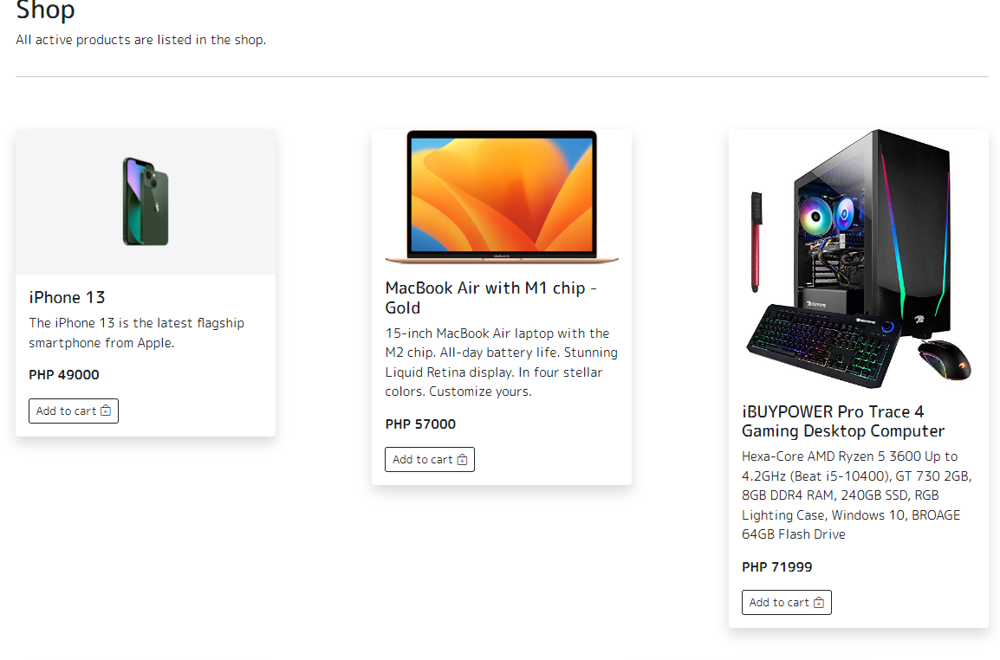 Shop
All active products are listed in the shop.
iPhone 13
The iPhone 13 is the latest flagship
smartphone from Apple.
PHP 49000
Add to cart
MacBook Air with M1 chip -
Gold
15-inch MacBook Air laptop with the
M2 chip. All-day battery life. Stunning
Liquid Retina display. In four stellar
colors. Customize yours.
PHP 57000
Add to cart
iBUYPOWER
iBUYPOWER
iBUYPOWER Pro Trace 4
Gaming Desktop Computer
Hexa-Core AMD Ryzen 5 3600 Up to
4.2GHz (Beat i5-10400), GT 730 2GB,
8GB DDR4 RAM, 240GB SSD, RGB
Lighting Case, Windows 10, BROAGE
64GB Flash Drive
PHP 71999
Add to cart